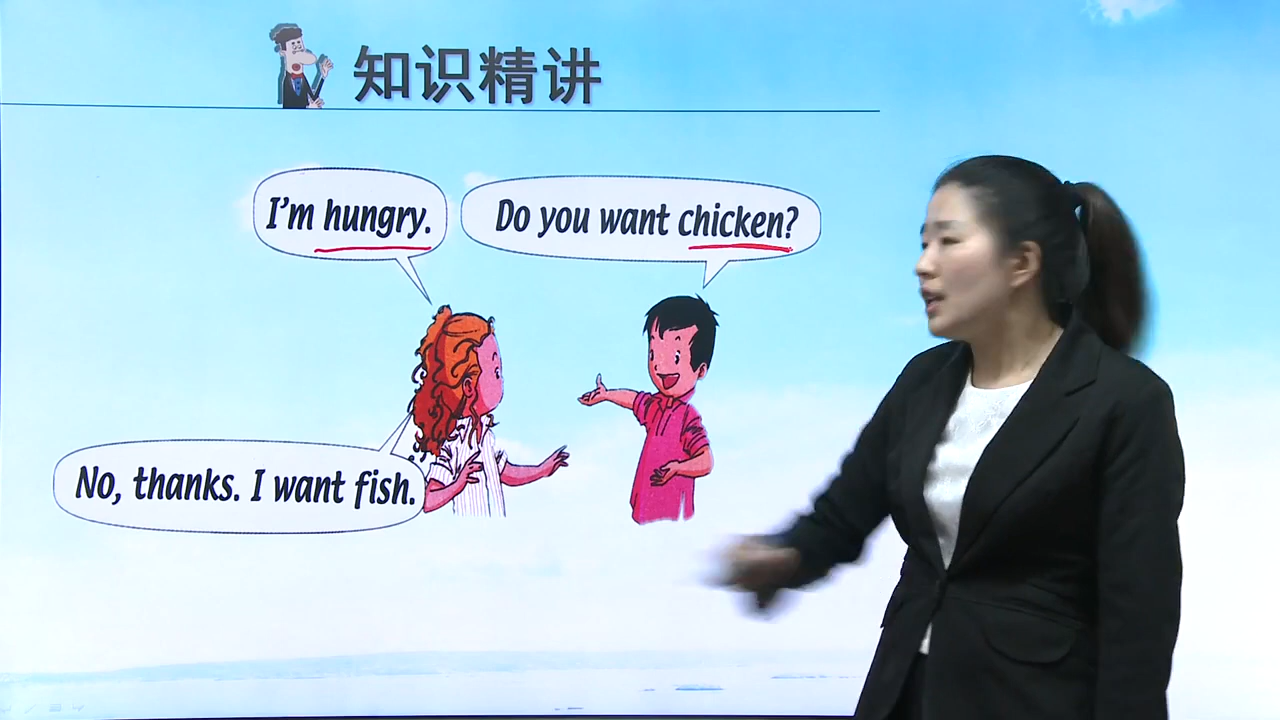 知识精讲
I'm hungry.
Do you want chicken?
No, thanks. I want fish.